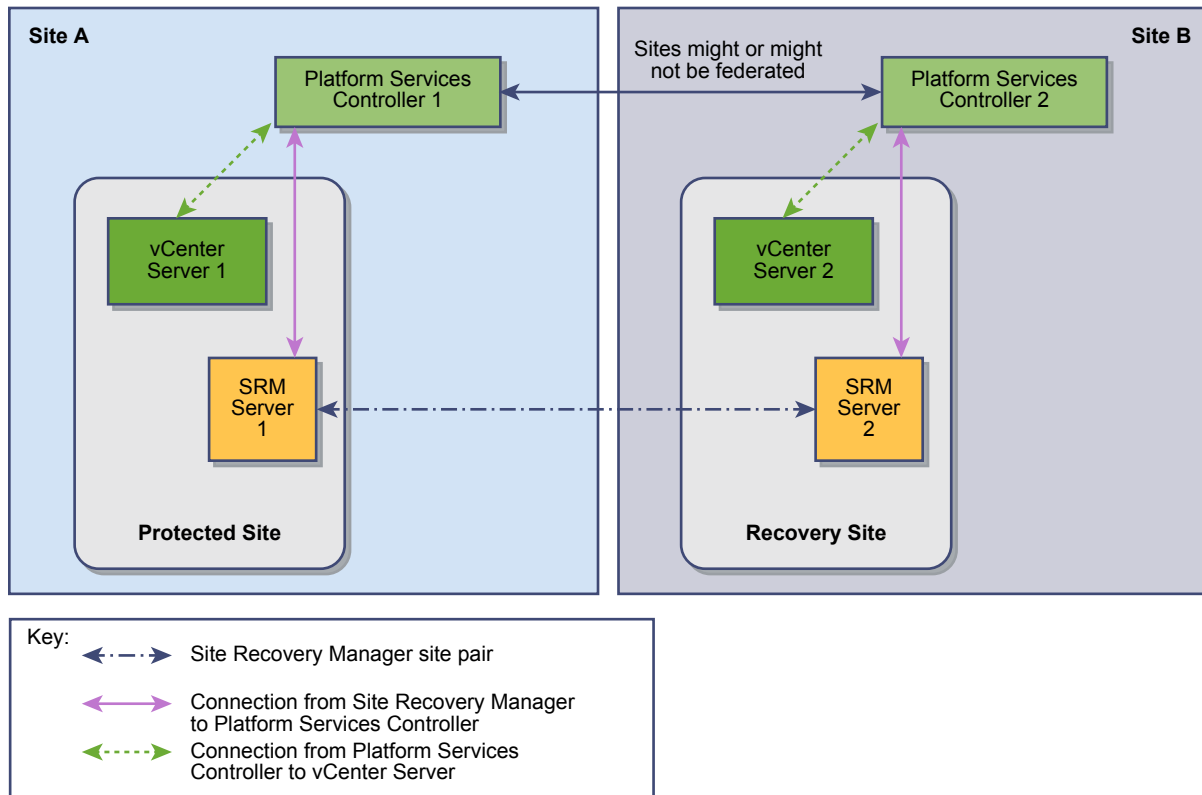 Site A
Site B
Sites might or might
not be federated
Platform Services
Controller 1
Platform Services
Controller 2
vCenter
Server 1
vCenter
Server 2
SRM
Server
1
SRM
Server
2
Protected Site
Recovery Site
Key:
Site Recovery Manager site pair
Connection from Site Recovery Manager
to Platform Services Controller
Connection from Platform Services
Controller to vCenter Server